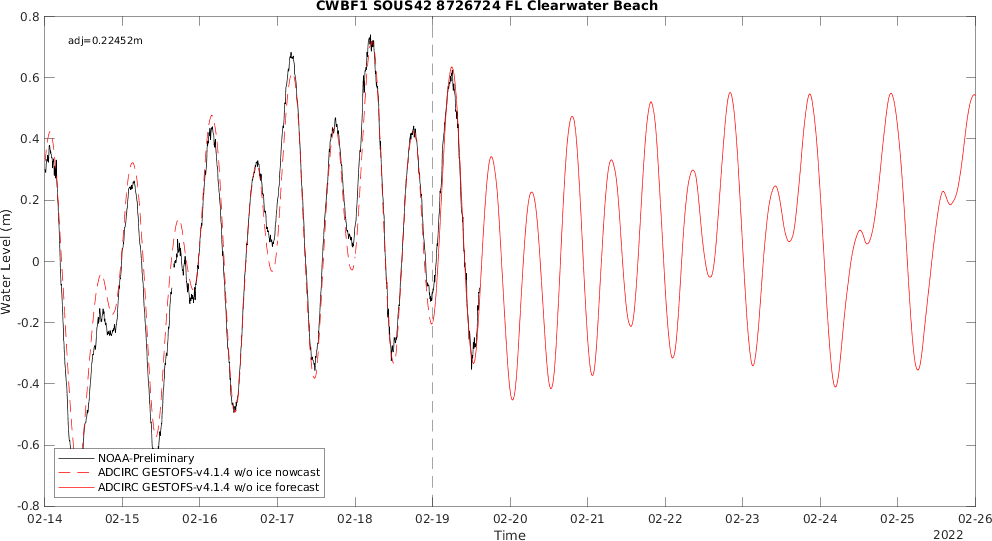 CWBF1 SOUS42 8726724 FL Clearwater Beach
adj=0.22452m
0.8
0.6
0.4
0.2
0
-0.2
-0.4
-0.6
-0.8
Water Level (m)
NOAA-Preliminary
ADCIRC GESTOFS-v4.1.4 w/o ice nowcast
ADCIRC GESTOFS-v4.1.4 w/o ice forecast
02-14 02-15 02-16 02-17 02-18 02-19 02-20 02-21 02-22 02-23 02-24 02-25 02-26
Time
2022